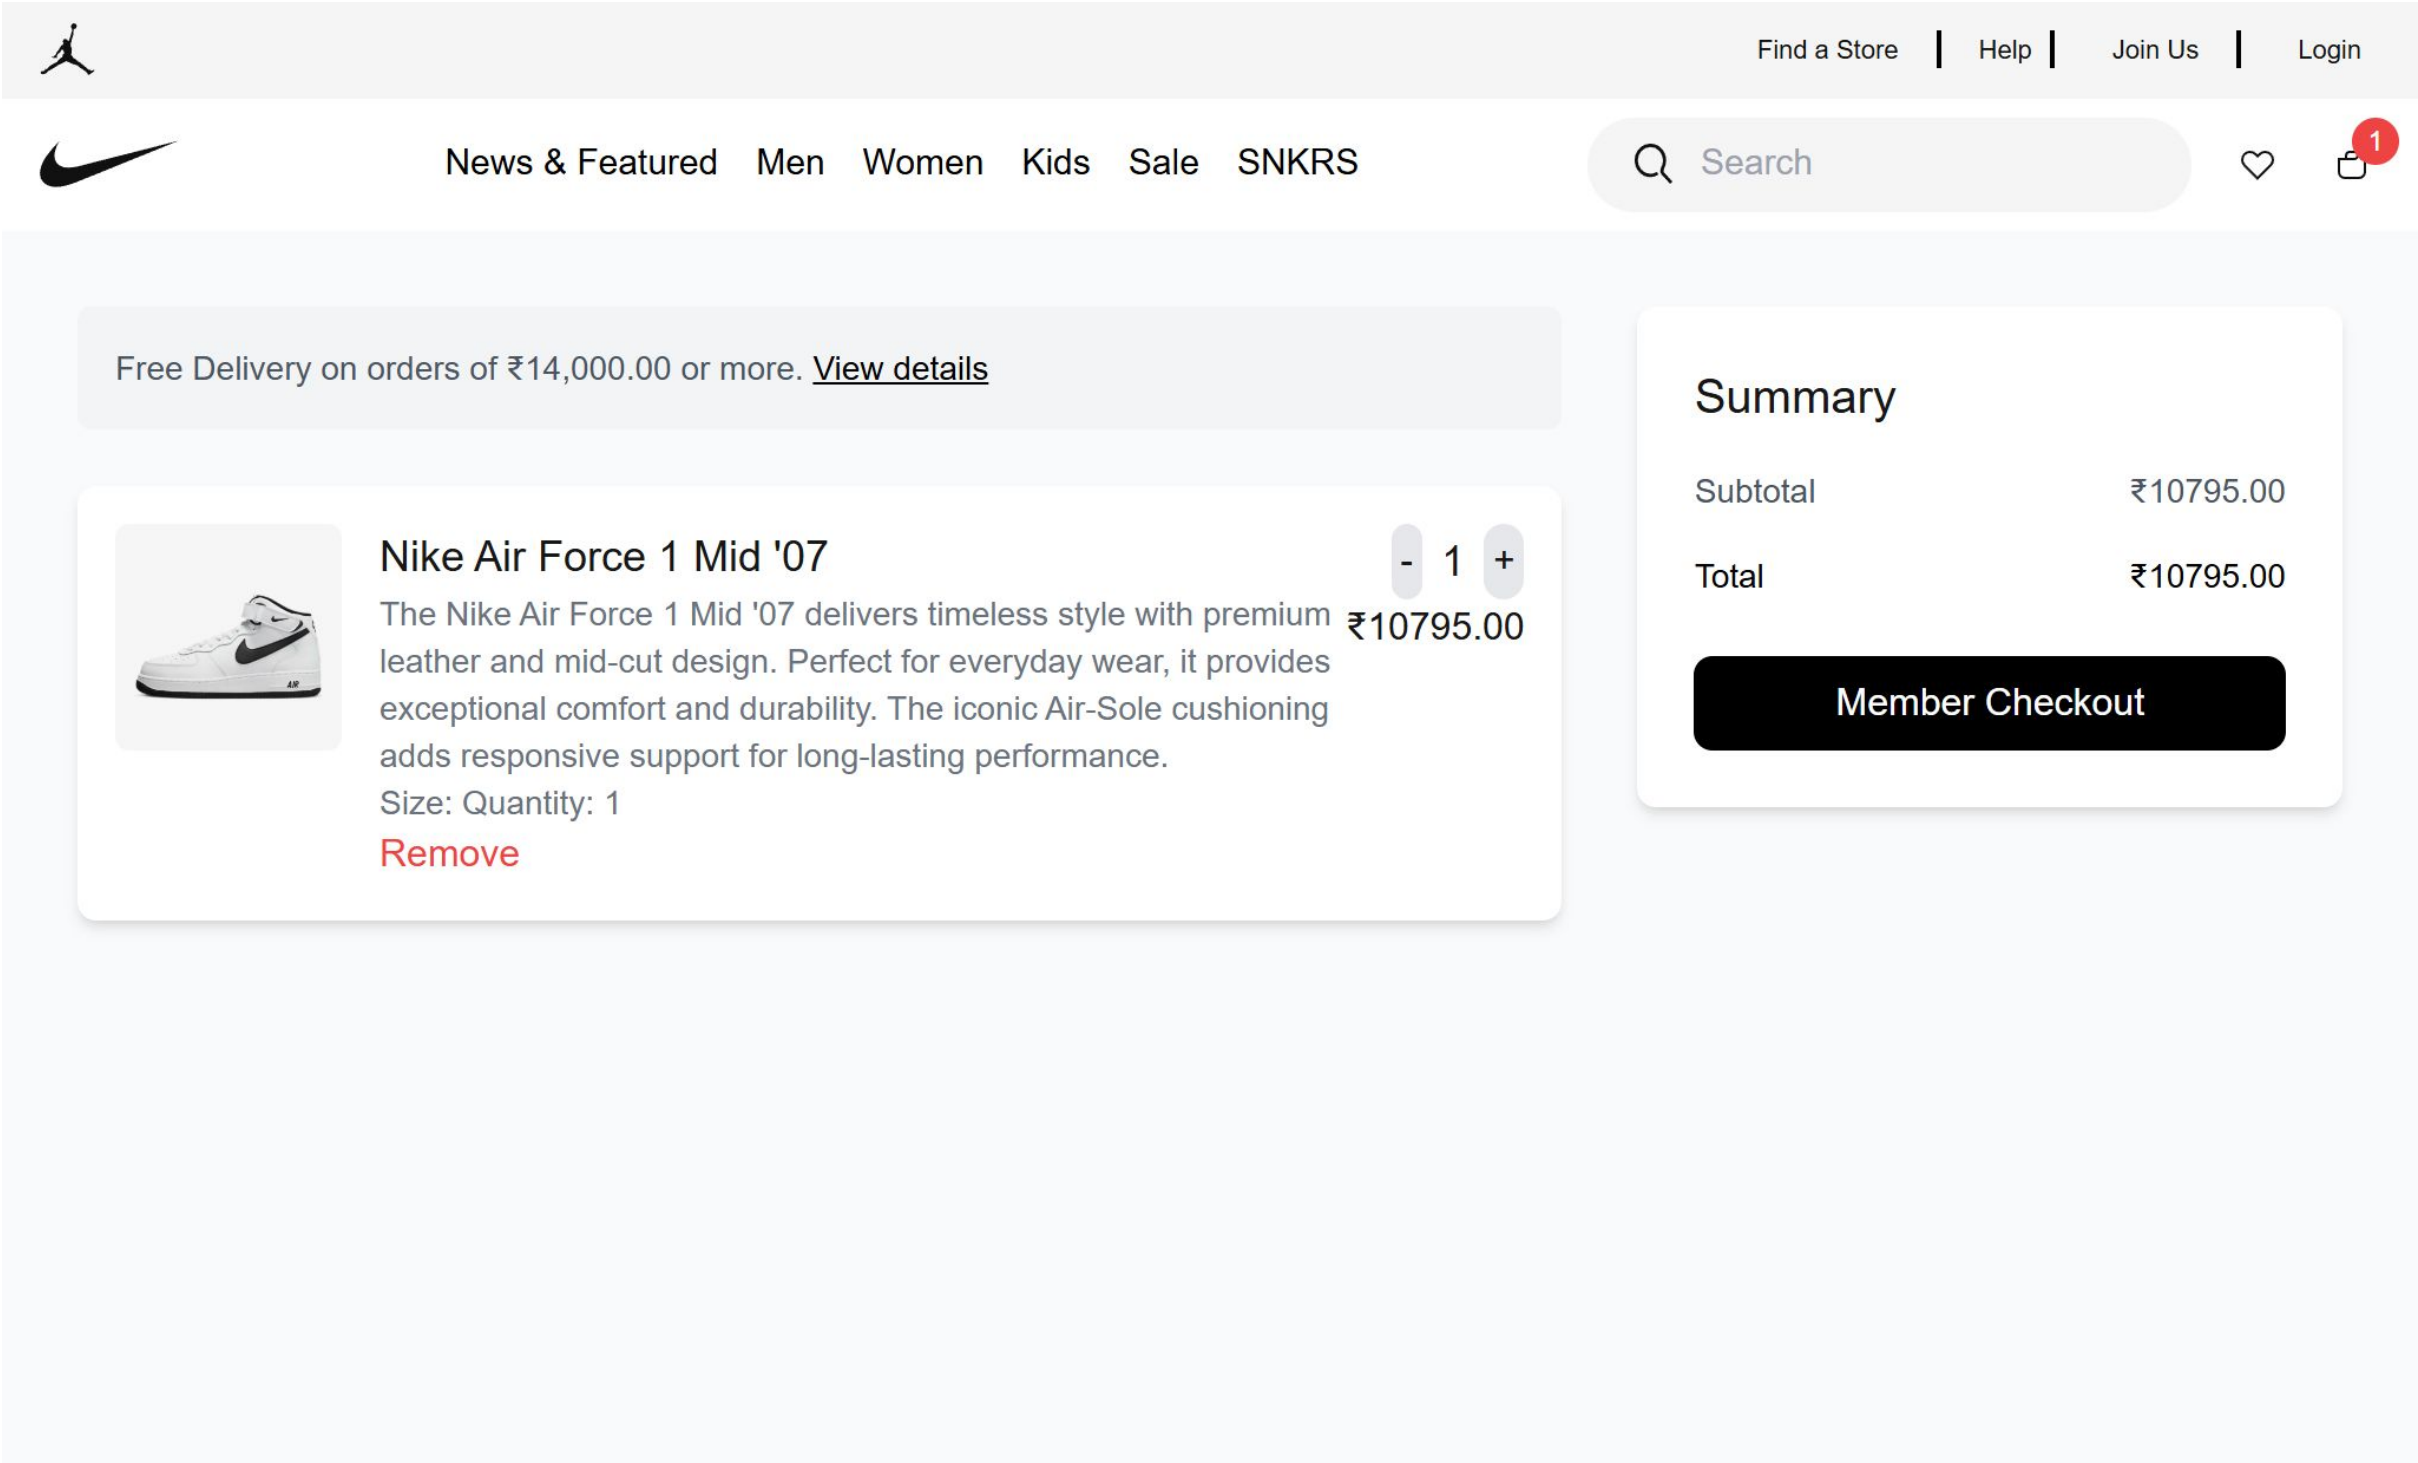 Find a Store
Help
Join Us
Login
News & Featured
Men
Women
Kids
Sale
SNKRS
Search
1
Free Delivery on orders of ₹14,000.00 or more. View details
Nike Air Force 1 Mid '07
- 1 +
The Nike Air Force 1 Mid '07 delivers timeless style with premium
₹10795.00
leather and mid-cut design. Perfect for everyday wear, it provides
exceptional comfort and durability. The iconic Air-Sole cushioning
adds responsive support for long-lasting performance.
Size: Quantity: 1
Remove
AIR
Summary
Subtotal ₹10795.00
Total ₹10795.00
Member Checkout